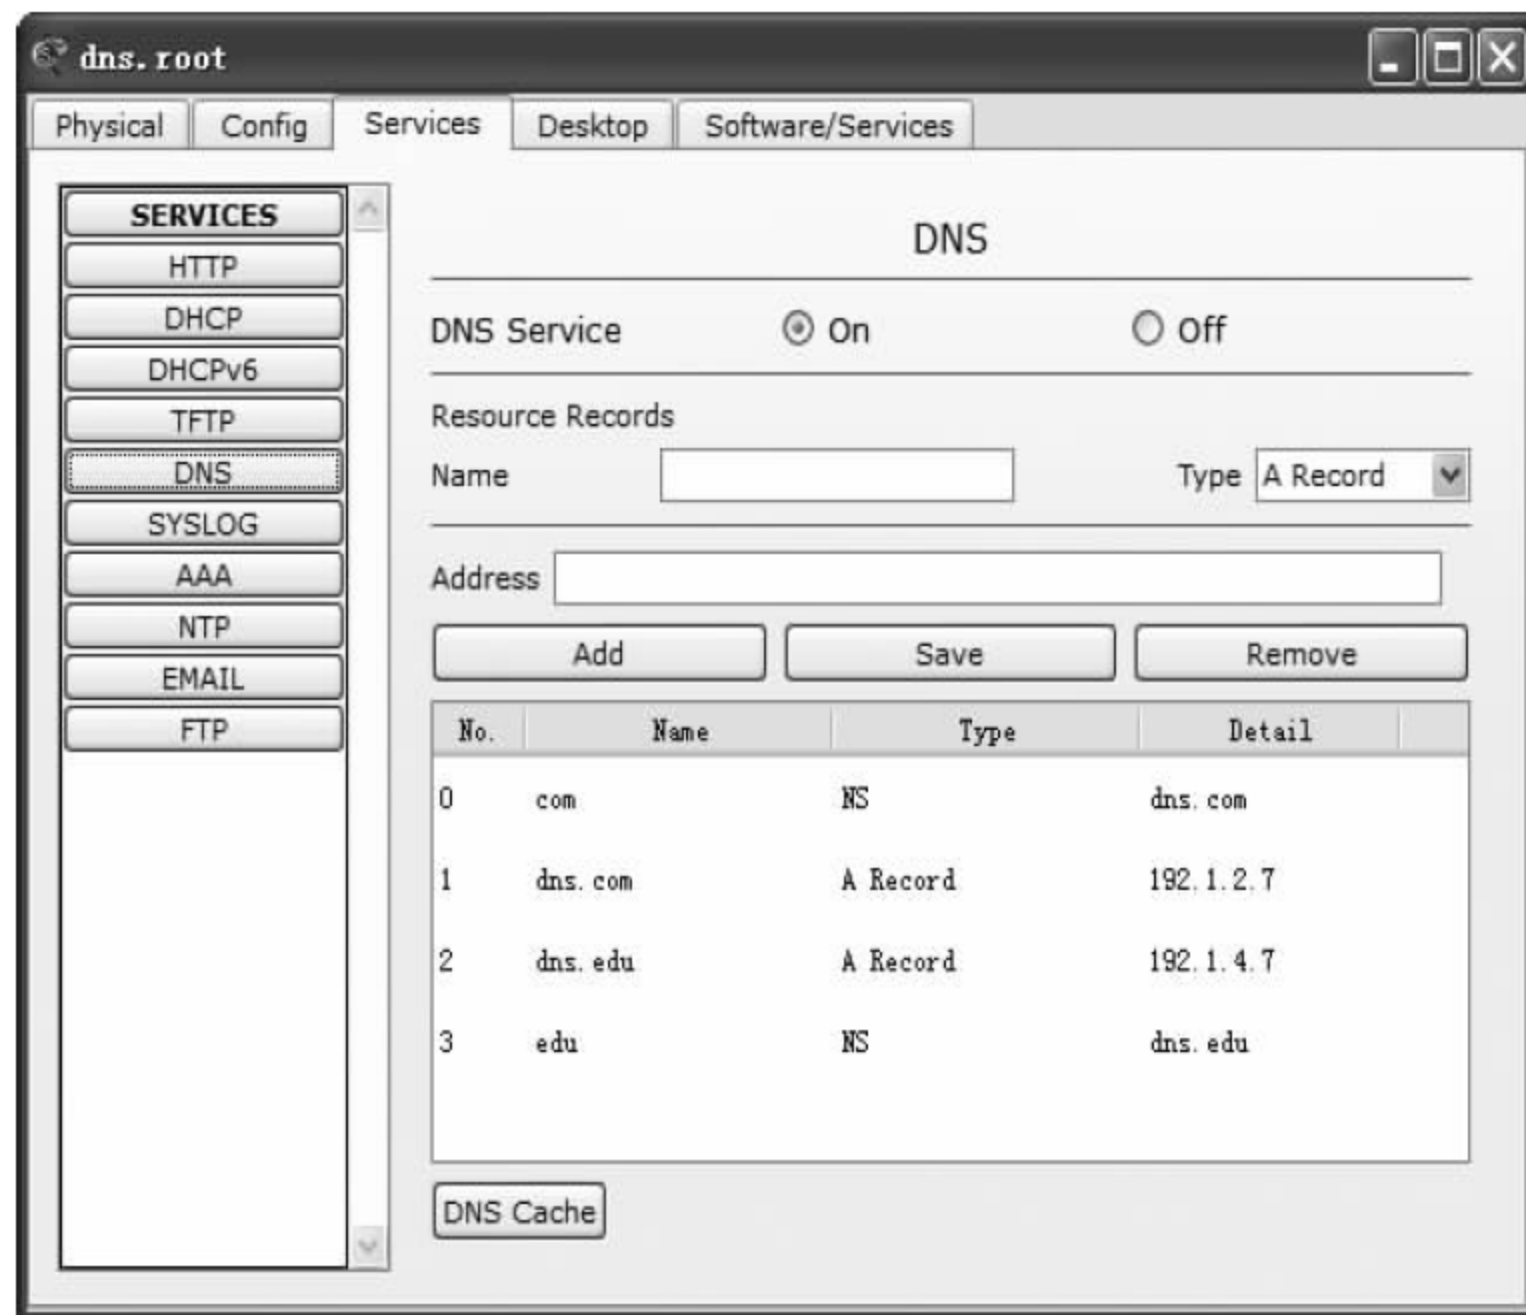 dns.root
Physical Config Services Desktop Software/Services
SERVICES
HTTP
DHCP
DHCPv6
TFTP
DNS
SYSLOG
AAA
NTP
EMAIL
FTP
DNS
DNS Service On Off
Resource Records
Name Type A Record
Address
Add Save Remove
No. Name Type Detail
0 com NS dns.com
1 dns.com A Record 192.1.2.7
2 dns.edu A Record 192.1.4.7
3 edu NS dns.edu
DNS Cache